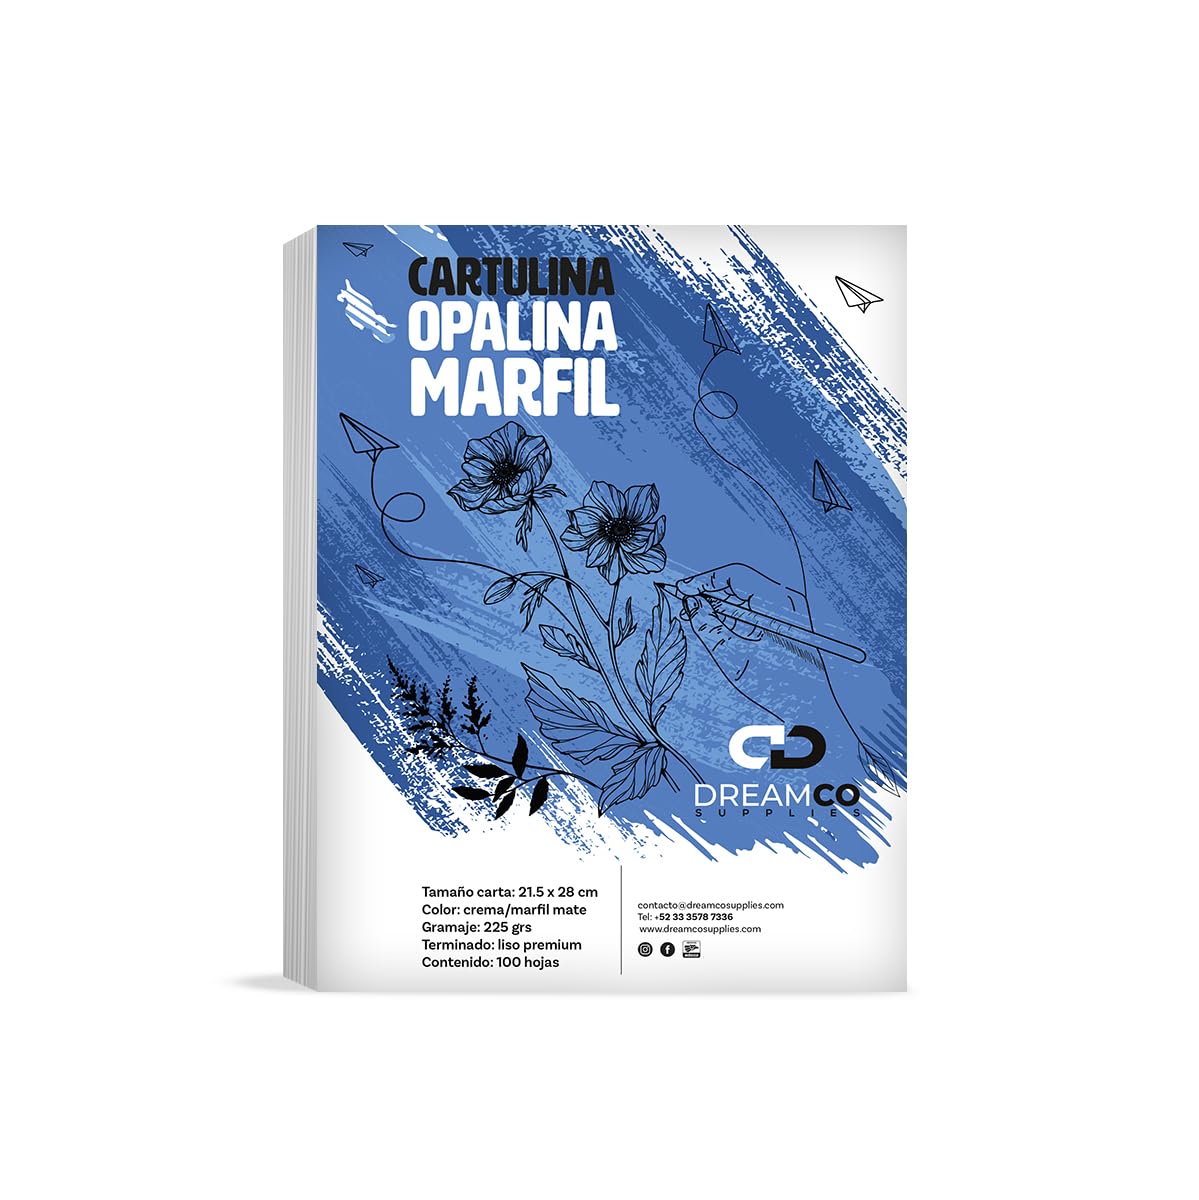 CARTULINA
OPALINA
MARFIL
DREAMCO
SUPPLIES
Tamaño carta: 21.5 x 28 cm
Color: crema/marfil mate
Gramaje: 225 grs
Terminado: liso premium
Contenido: 100 hojas
contacto@dreamcosupplies.com
Tel: +52 33 3578 7336
www.dreamcosupplies.com